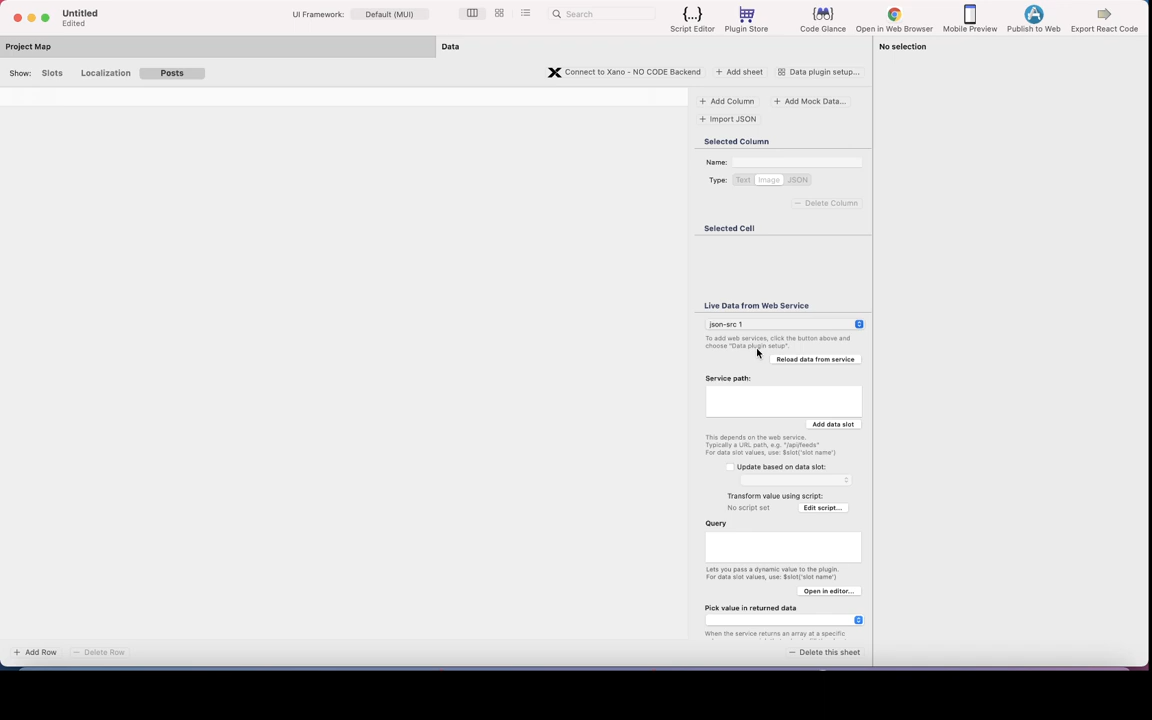 Untitled
Edited
UI Framework: Default (MUI)
Search
{...}
Script Editor
Plugin Store
Code Glance
Open in Web Browser
Mobile Preview
Publish to Web
Export React Code
Project Map
Data
No selection
Show: Slots Localization Posts
Connect to Xano - NO CODE Backend
+ Add sheet
Data plugin setup...
+ Add Column
+ Add Mock Data...
+ Import JSON
Selected Column
Name:
Type: Text Image JSON
— Delete Column
Selected Cell
Live Data from Web Service
json-src 1
To add web services, click the button above and
choose "Data plugin setup".
Reload data from service
Service path:
Add data slot
This depends on the web service.
Typically a URL path, e.g. "/api/feeds"
For data slot values, use: $slot('slot name')
Update based on data slot:
Transform value using script:
No script set
Edit script...
Query
Lets you pass a dynamic value to the plugin.
For data slot values, use: $slot('slot name')
Open in editor...
Pick value in returned data
When the service returns an array at a specific
+ Add Row
— Delete Row
— Delete this sheet